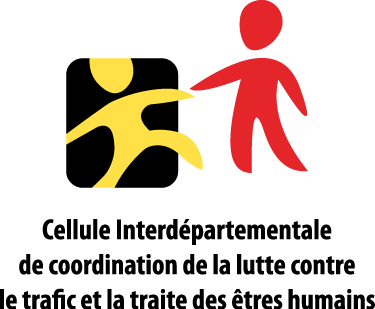 Cellule Interdépartementale
de coordination de la lutte contre
le trafic et la traite des êtres humains